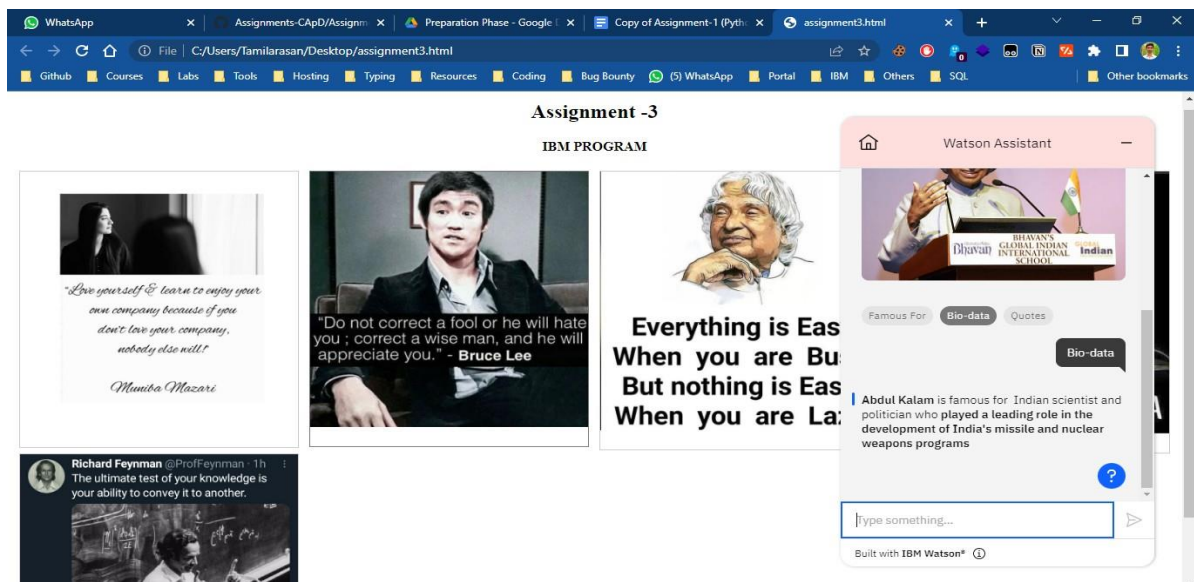 WhatsApp
Assignments-CApD/Assignm
Preparation Phase - Google
Copy of Assignment-1 (Pyth
assignment3.html
File | C:/Users/Tamilarasan/Desktop/assignment3.html
0
Github Courses Labs Tools Hosting Typing Resources Coding Bug Bounty (5) WhatsApp Portal IBM Others SQL Other bookmarks
Assignment -3
IBM PROGRAM
"Love yourself & learn to enjoy your
own company because if you
don't love your company,
nobody else will!"
Muniba Mazari
"Do not correct a fool or he will hate
you ; correct a wise man, and he will
appreciate you." - Bruce Lee
Everything is Eas
When you are Bu
But nothing is Eas
When you are La
A
Richard Feynman @ProfFeynman · 1h
The ultimate test of your knowledge is
your ability to convey it to another.
Watson Assistant
Bhavan
BHAVAN'S
GLOBAL INDIAN
INTERNATIONAL
SCHOOL
Indian
Famous For Bio-data Quotes
Bio-data
Abdul Kalam is famous for Indian scientist and
politician who played a leading role in the
development of India's missile and nuclear
weapons programs
?
Type something...
Built with IBM Watson®